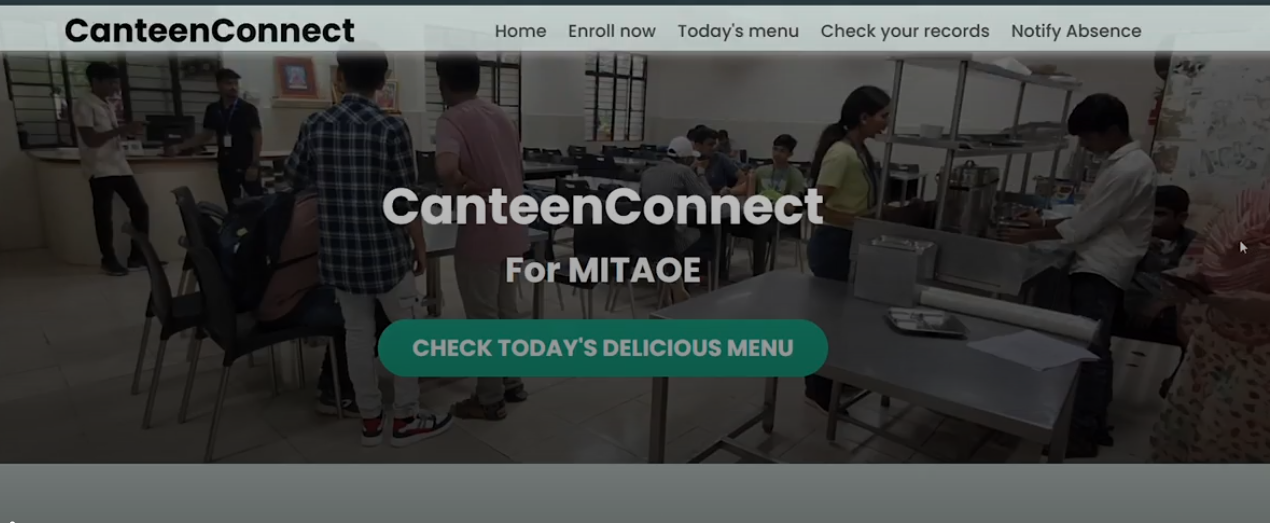 CanteenConnect
Home Enroll now Today's menu Check your records Notify Absence
CanteenConnect
For MITAOE
CHECK TODAY'S DELICIOUS MENU